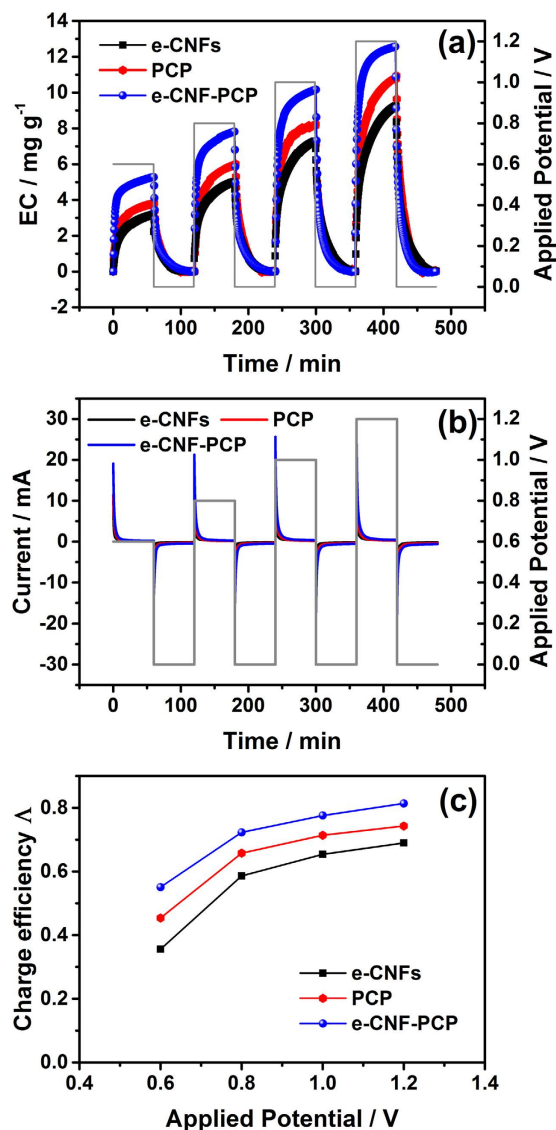 (a)
e-CNFs
PCP
e-CNF-PCP
14
12
10
8
6
4
2
0
-2
EC / mg g⁻¹
1.2
1.0
0.8
0.6
0.4
0.2
0.0
Applied Potential / V
0 100 200 300 400 500
Time / min
(b)
e-CNFs PCP
e-CNF-PCP
30
20
10
0
-10
-20
-30
Current / mA
1.2
1.0
0.8
0.6
0.4
0.2
0.0
Applied Potential / V
0 100 200 300 400 500
Time / min
(c)
0.8
0.6
0.4
0.2
0.0
Charge efficiency Λ
e-CNFs
PCP
e-CNF-PCP
0.4 0.6 0.8 1.0 1.2 1.4
Applied Potential / V